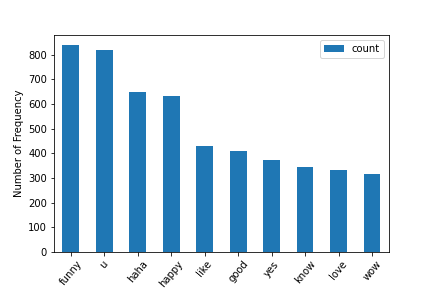 count
Number of Frequency
800
700
600
500
400
300
200
100
0
funny
u
haha
happy
like
good
yes
know
love
wow